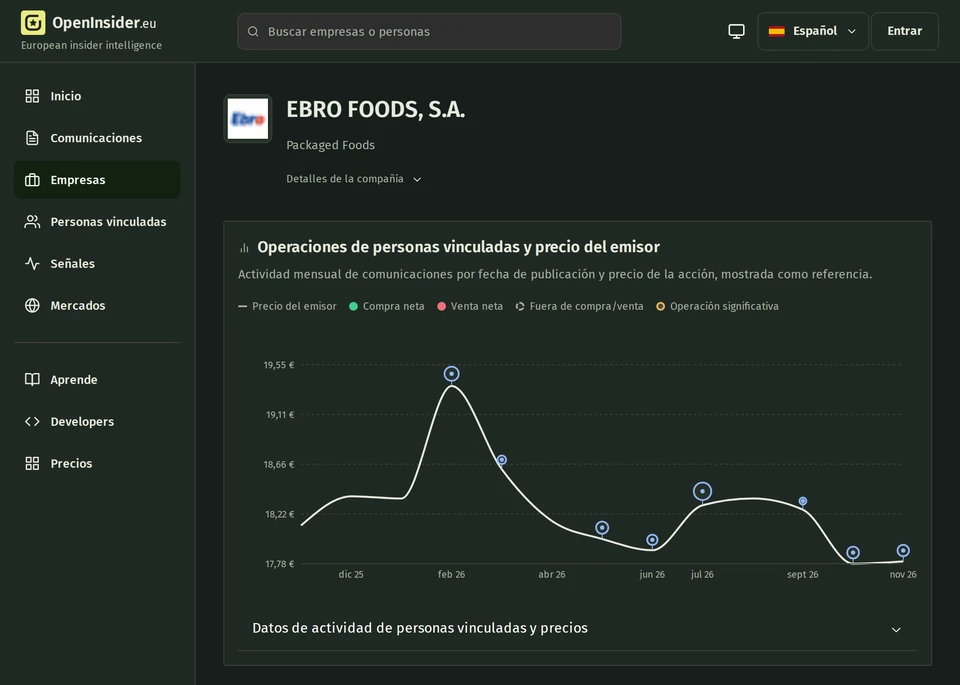 OpenInsider.eu
European insider intelligence
Buscar empresas o personas
Español
Entrar
Inicio
Comunicaciones
Empresas
Personas vinculadas
Señales
Mercados
Aprende
Developers
Precios
Ebro
EBRO FOODS, S.A.
Packaged Foods
Detalles de la compañía
Operaciones de personas vinculadas y precio del emisor
Actividad mensual de comunicaciones por fecha de publicación y precio de la acción, mostrada como referencia.
Precio del emisor Compra neta Venta neta Fuera de compra/venta Operación significativa
19,55 €
19,11 €
18,66 €
18,22 €
17,78 €
dic 25 feb 26 abr 26 jun 26 jul 26 sept 26 nov 26
Datos de actividad de personas vinculadas y precios